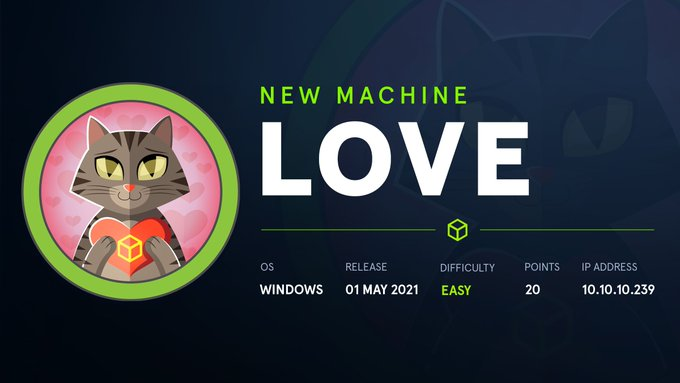 NEW MACHINE
LOVE
OS RELEASE DIFFICULTY POINTS IP ADDRESS
WINDOWS 01 MAY 2021 EASY 20 10.10.10.239